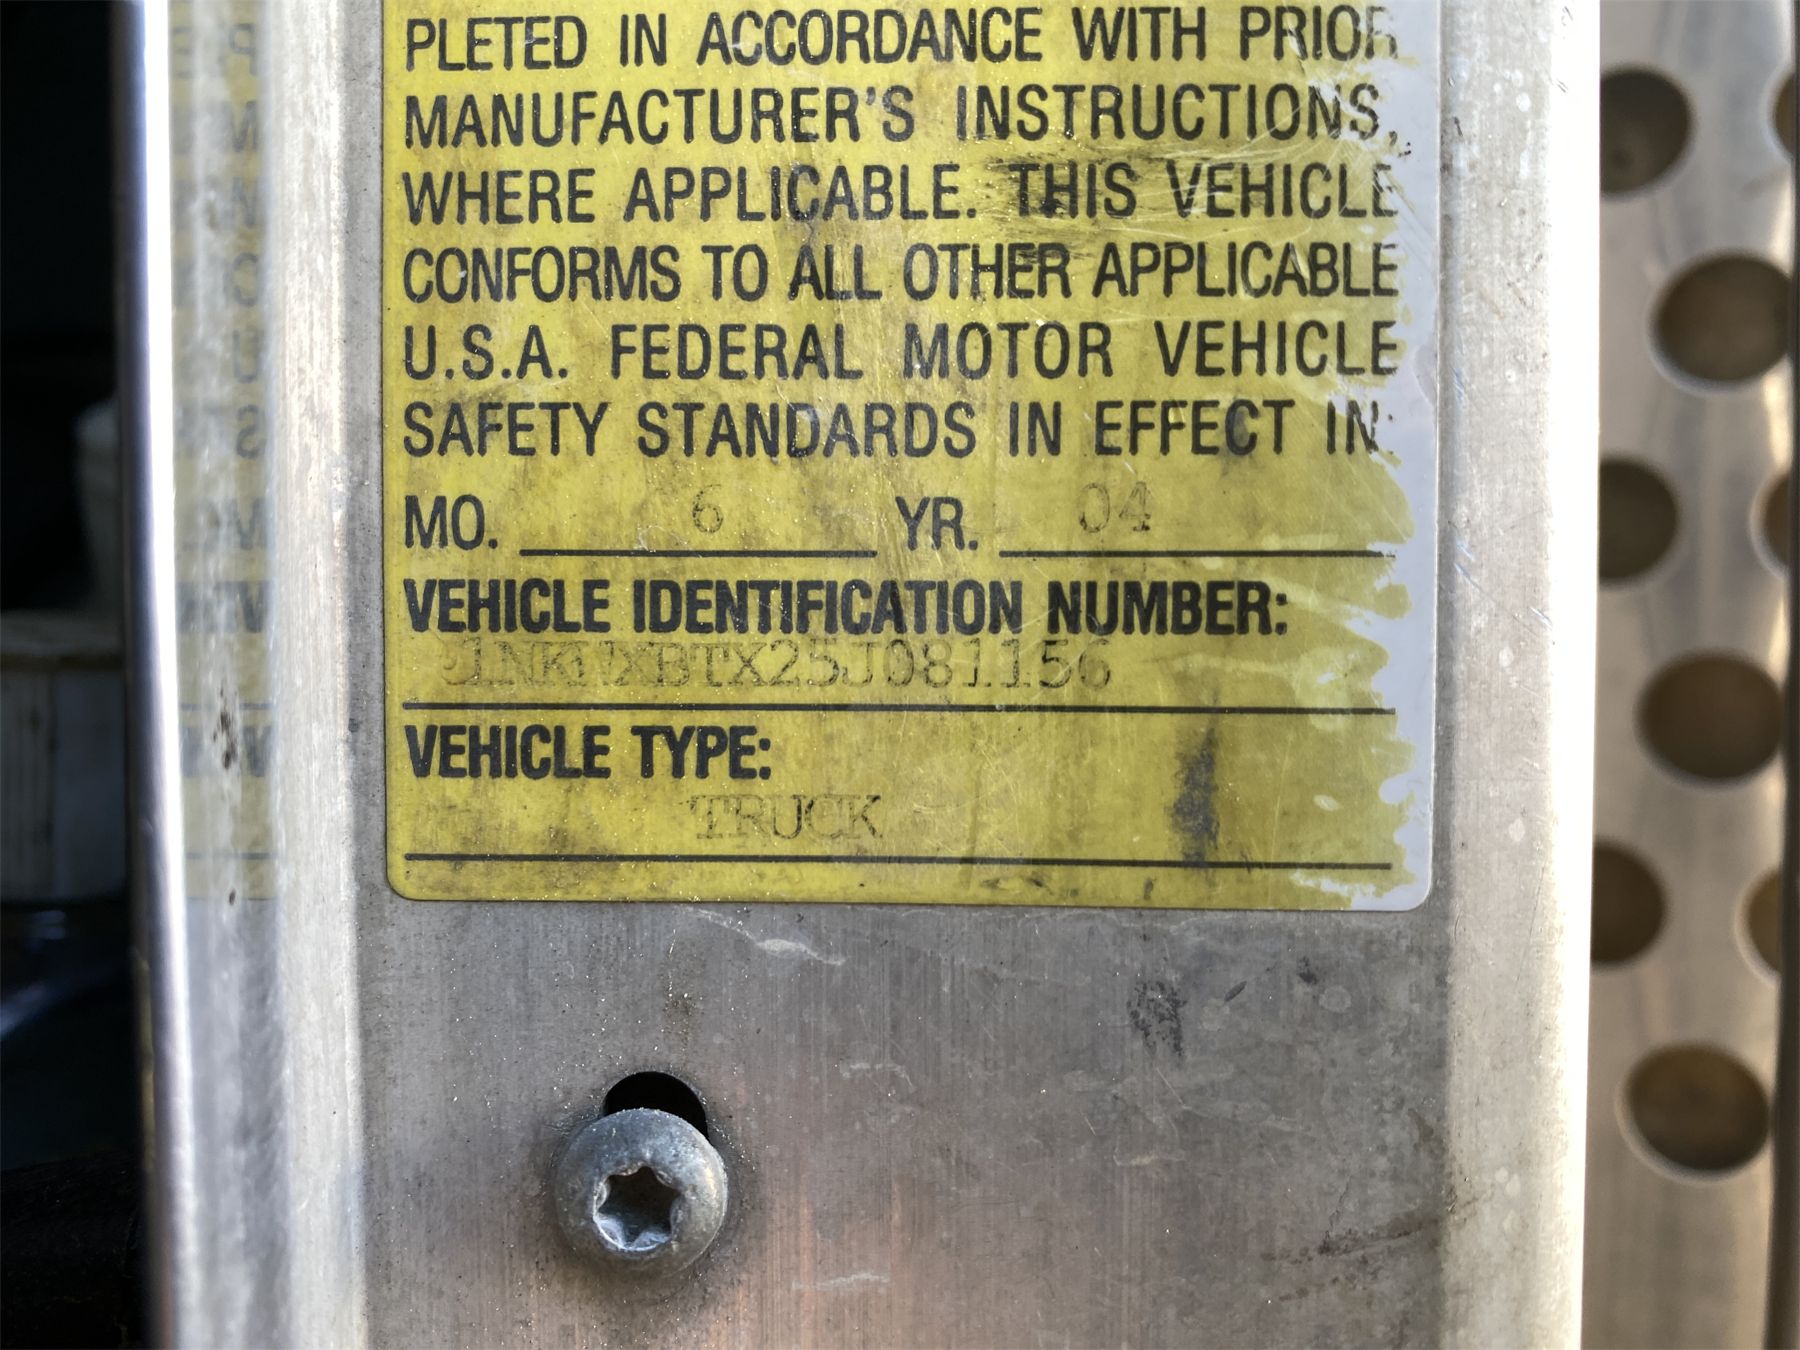 PLETED IN ACCORDANCE WITH PRIOR
MANUFACTURER'S INSTRUCTIONS,
WHERE APPLICABLE. THIS VEHICLE
CONFORMS TO ALL OTHER APPLICABLE
U.S.A. FEDERAL MOTOR VEHICLE
SAFETY STANDARDS IN EFFECT IN:
MO. 6 YR. 04
VEHICLE IDENTIFICATION NUMBER:
1NKWXBTX25J081156
VEHICLE TYPE:
TRUCK